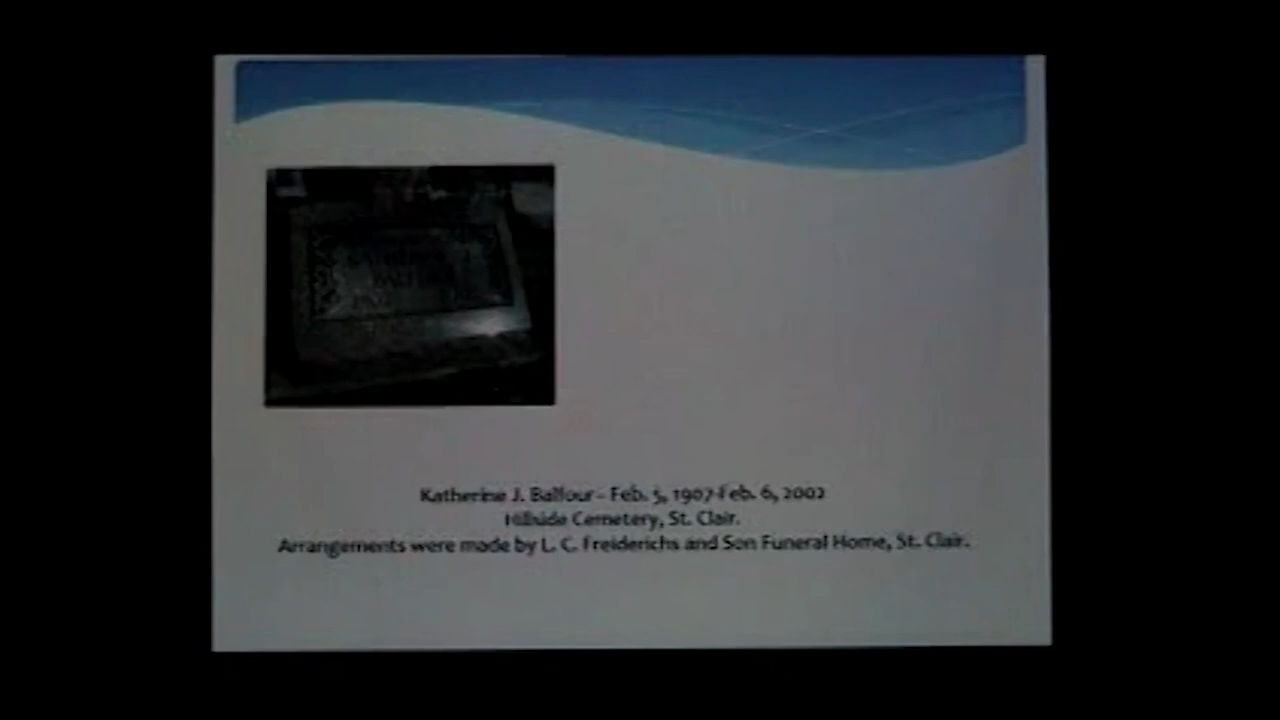 Katherine J. Balfour - Feb. 5, 1907-Feb. 6, 2002
Hillside Cemetery, St. Clair.
Arrangements were made by L. C. Freiderichs and Son Funeral Home, St. Clair.